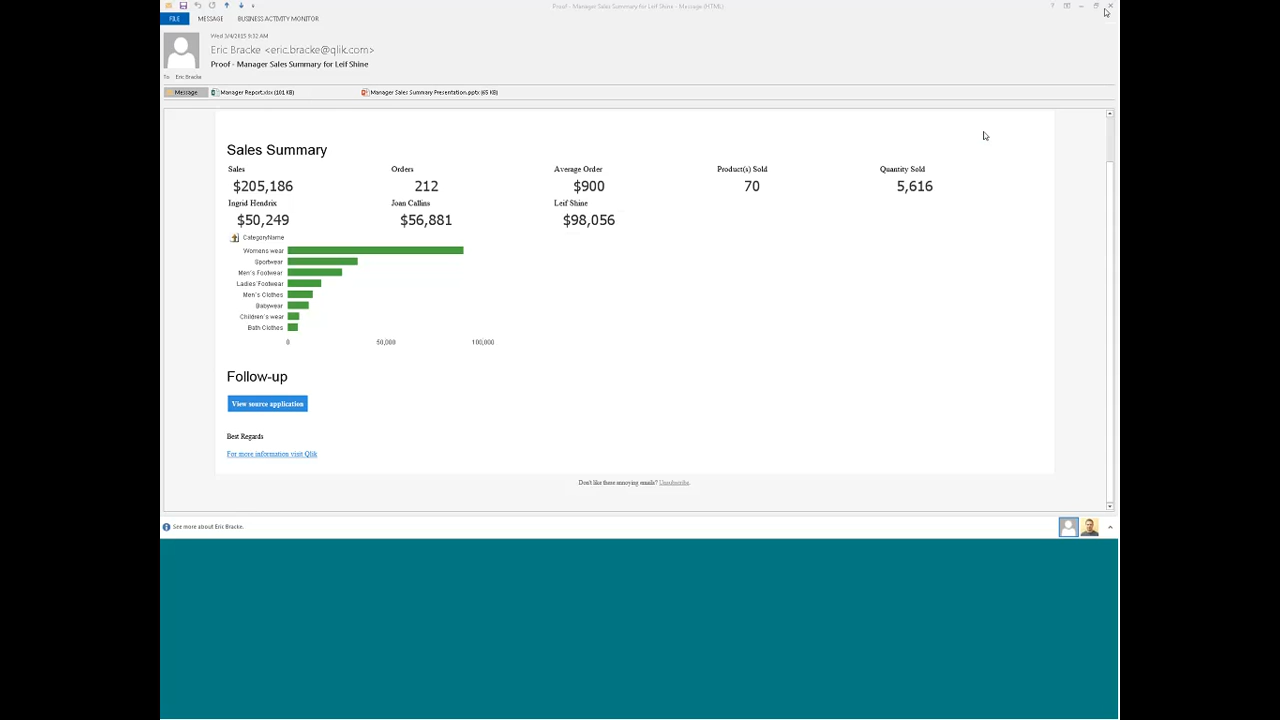 Proof - Manager Sales Summary for Leif Shine - Message (HTML)
FILE MESSAGE BUSINESS ACTIVITY MONITOR
Wed 3/4/2015 9:32 AM
Eric Bracke <eric.bracke@qlik.com>
Proof - Manager Sales Summary for Leif Shine
To: Eric Bracke
Message Manager Report.xlsx (101 KB) Manager Sales Summary Presentation.pptx (65 KB)
Sales Summary
Sales Orders Average Order Product(s) Sold Quantity Sold
$205,186 212 $900 70 5,616
Ingrid Hendrix Joan Callins Leif Shine
$50,249 $56,881 $98,056
CategoryName
Womens wear
Sportwear
Men's Footwear
Ladies'Footwear
Men's Clothes
Babywear
Children's wear
Bath Clothes
0 50,000 100,000
Follow-up
View source application
Best Regards
For more information visit Qlik
Don't like these annoying emails? Unsubscribe.
See more about Eric Bracke.